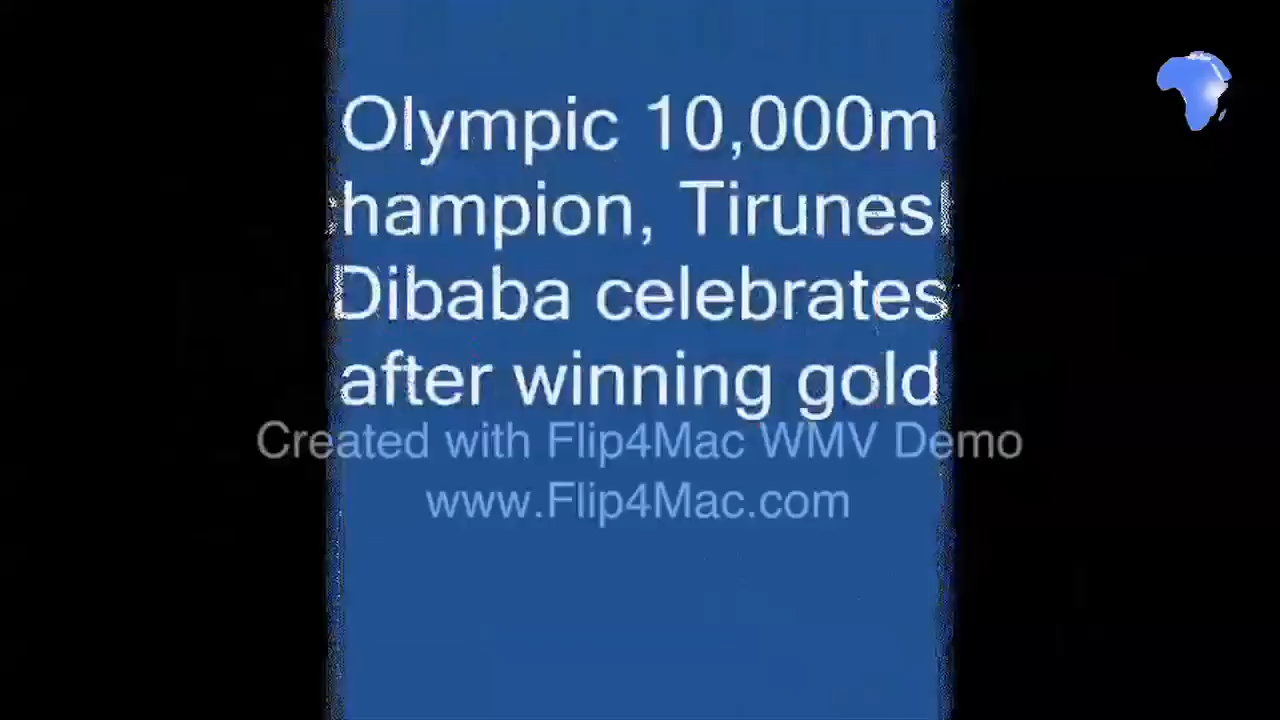 Olympic 10,000m
hampion, Tirunes
Dibaba celebrates
after winning gold
Created with Flip4Mac WMV Demo
www.Flip4Mac.com